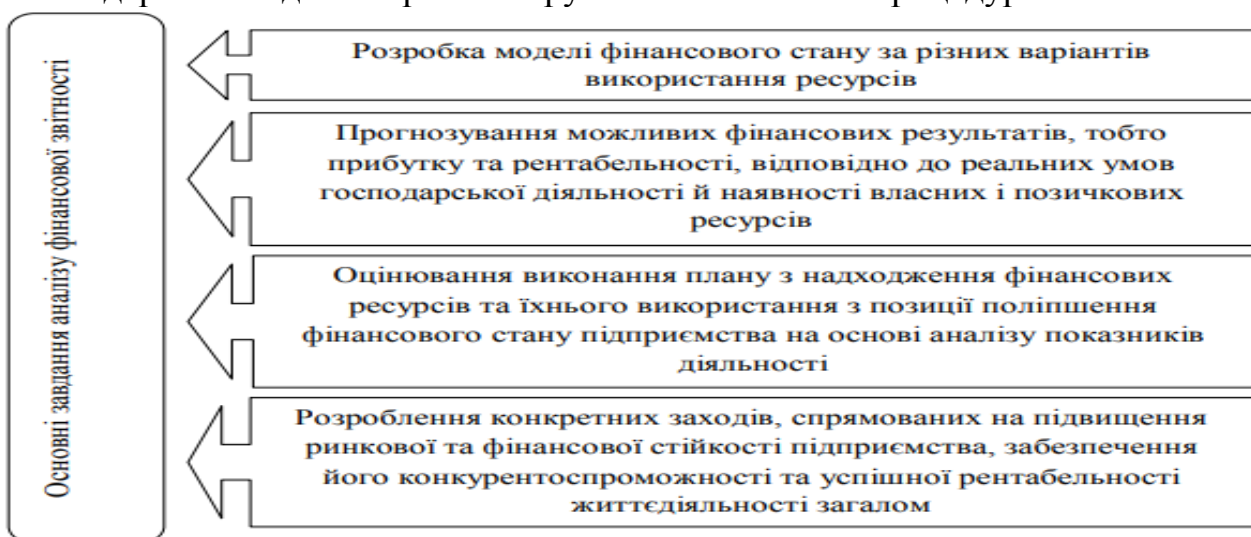 Основні завдання аналізу фінансової звітності
Розробка моделі фінансового стану за різних варіантів
використання ресурсів
Прогнозування можливих фінансових результатів, тобто
прибутку та рентабельності, відповідно до реальних умов
господарської діяльності й наявності власних і позичкових
ресурсів
Оцінювання виконання плану з надходження фінансових
ресурсів та їхнього використання з позиції поліпшення
фінансового стану підприємства на основі аналізу показників
діяльності
Розроблення конкретних заходів, спрямованих на підвищення
ринкової та фінансової стійкості підприємства, забезпечення
його конкурентоспроможності та успішної рентабельності
життєдіяльності загалом